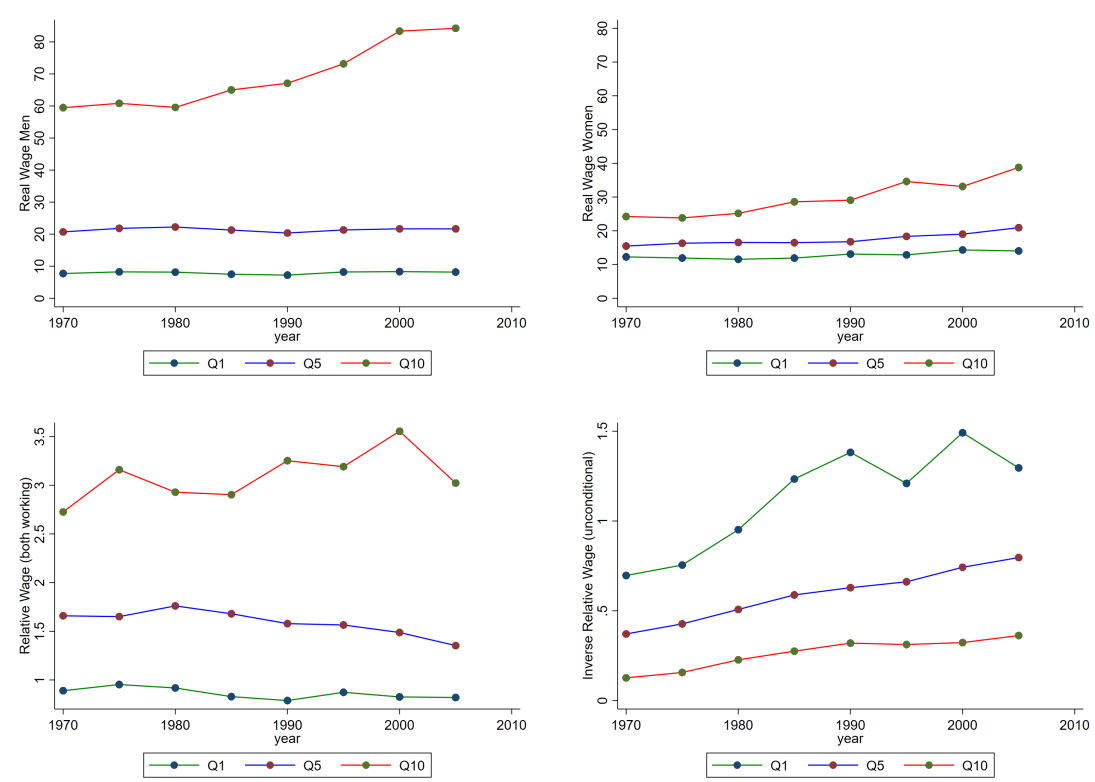 Real Wage Men
80
70
60
50
40
30
20
10
0
1970 1980 1990 2000 2010
year
Q1 Q5 Q10
Real Wage Women
80
70
60
50
40
30
20
10
0
1970 1980 1990 2000 2010
year
Q1 Q5 Q10
Relative Wage (both working)
3.5
3
2.5
2
1.5
1
1970 1980 1990 2000 2010
year
Q1 Q5 Q10
Inverse Relative Wage (unconditional)
1.5
1
.5
0
1970 1980 1990 2000 2010
year
Q1 Q5 Q10